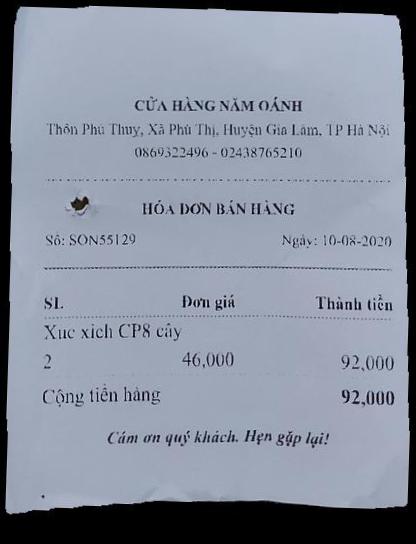 CỬA HÀNG NĂM OÁNH
Thôn Phú Thuỵ, Xã Phú Thị, Huyện Gia Lâm, TP Hà Nội
0869322496 - 02438765210
HÓA ĐƠN BÁN HÀNG
Số: SON55129 Ngày: 10-08-2020
SL Đơn giá Thành tiền
Xuc xich CP8 cây
2 46,000 92,000
Cộng tiền hàng 92,000
Cám ơn quý khách. Hẹn gặp lại!